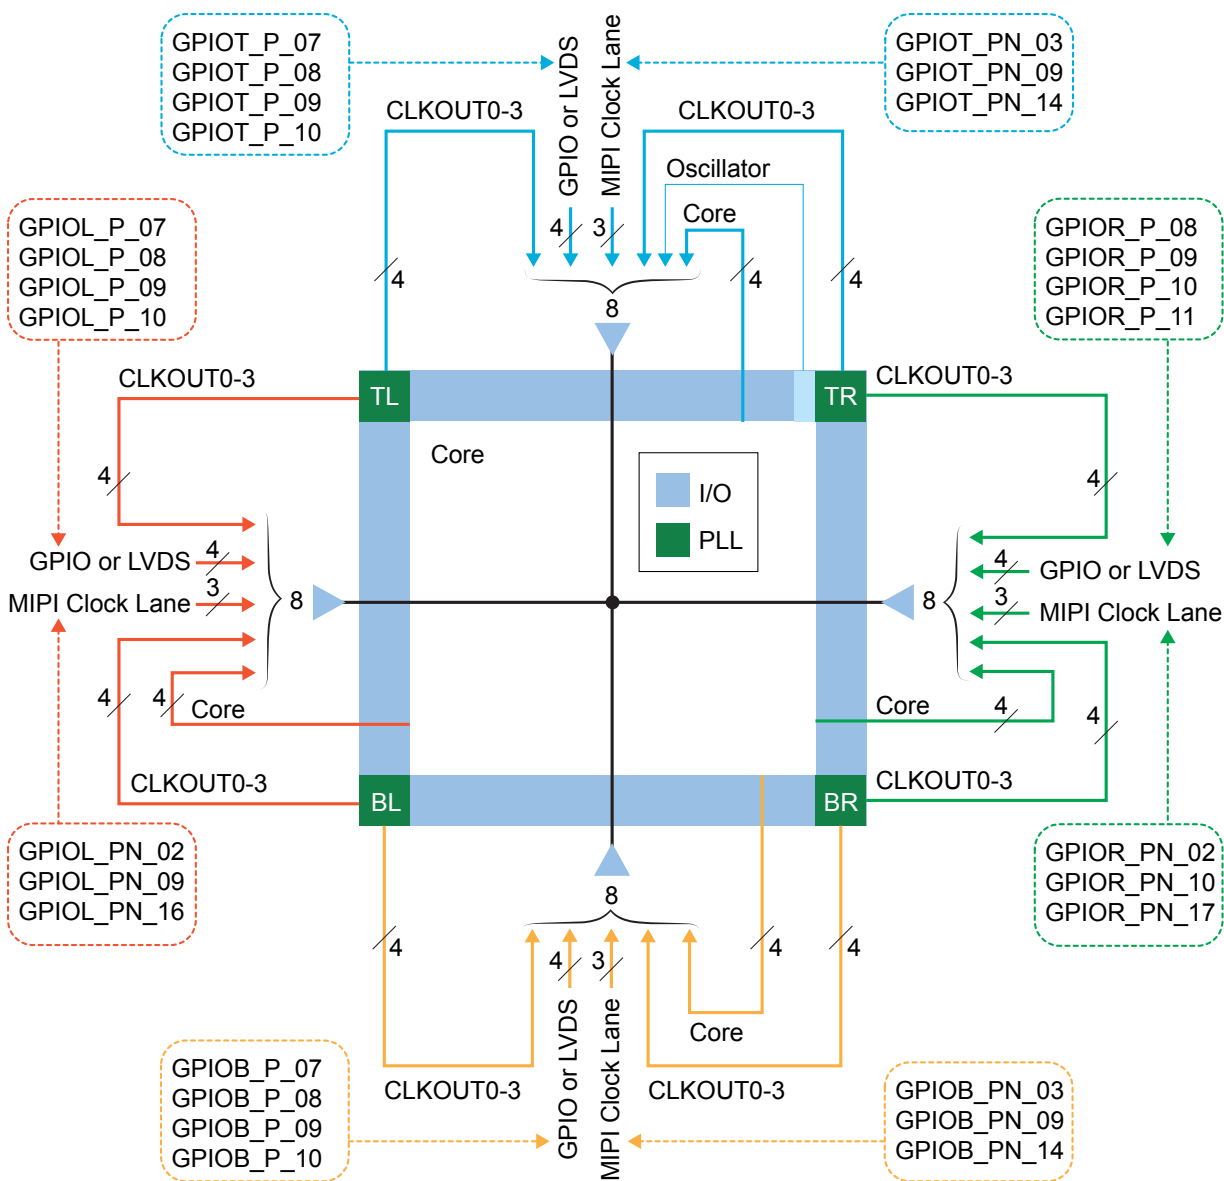 GPIOT_P_07
GPIOT_P_08
GPIOT_P_09
GPIOT_P_10
GPIO or LVDS
MIPI Clock Lane
GPIOT_PN_03
GPIOT_PN_09
GPIOT_PN_14
CLKOUT0-3
CLKOUT0-3
Oscillator
Core
4
3
4
4
4
8
GPIOL_P_07
GPIOL_P_08
GPIOL_P_09
GPIOL_P_10
GPIOR_P_08
GPIOR_P_09
GPIOR_P_10
GPIOR_P_11
CLKOUT0-3
TL
TR
CLKOUT0-3
Core
I/O
PLL
4
4
GPIO or LVDS
4
MIPI Clock Lane
3
8
8
4
GPIO or LVDS
3
MIPI Clock Lane
4
4
Core
Core
4
4
CLKOUT0-3
BL
BR
CLKOUT0-3
GPIOL_PN_02
GPIOL_PN_09
GPIOL_PN_16
GPIOR_PN_02
GPIOR_PN_10
GPIOR_PN_17
8
4
4
3
4
4
Core
CLKOUT0-3
GPIO or LVDS
MIPI Clock Lane
CLKOUT0-3
GPIOB_P_07
GPIOB_P_08
GPIOB_P_09
GPIOB_P_10
GPIOB_PN_03
GPIOB_PN_09
GPIOB_PN_14